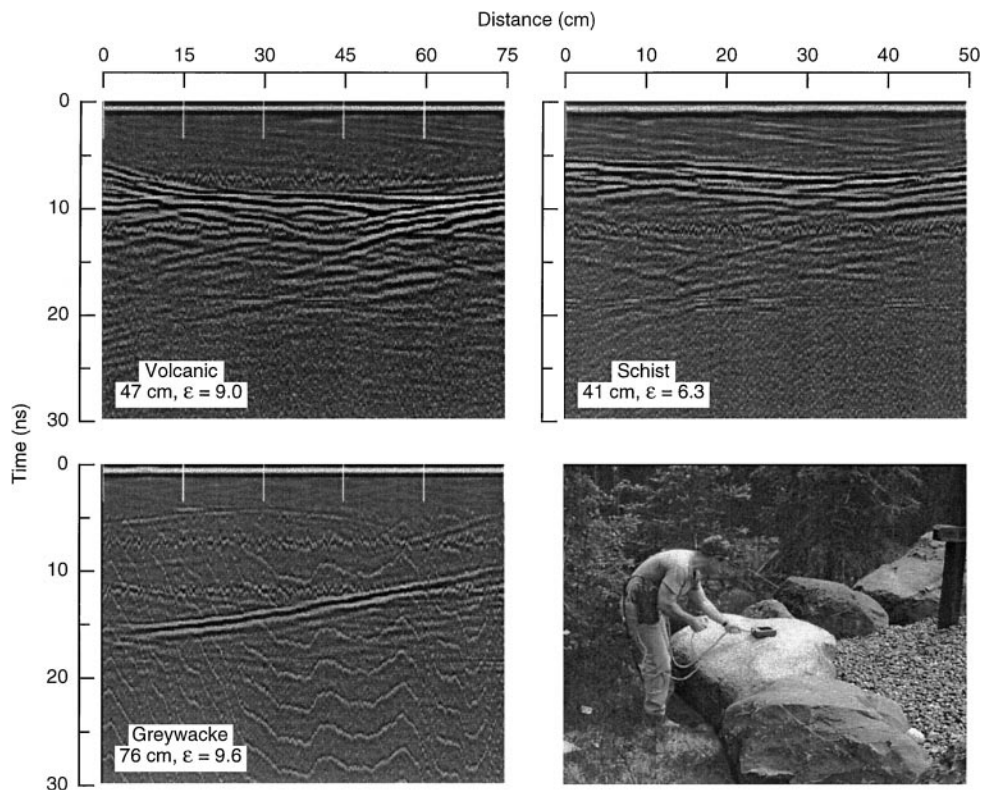 Distance (cm)
0 15 30 45 60 75
0 10 20 30 40 50
0
10
20
30
Volcanic
47 cm, ε = 9.0
Schist
41 cm, ε = 6.3
Time (ns)
0
10
20
30
Greywacke
76 cm, ε = 9.6